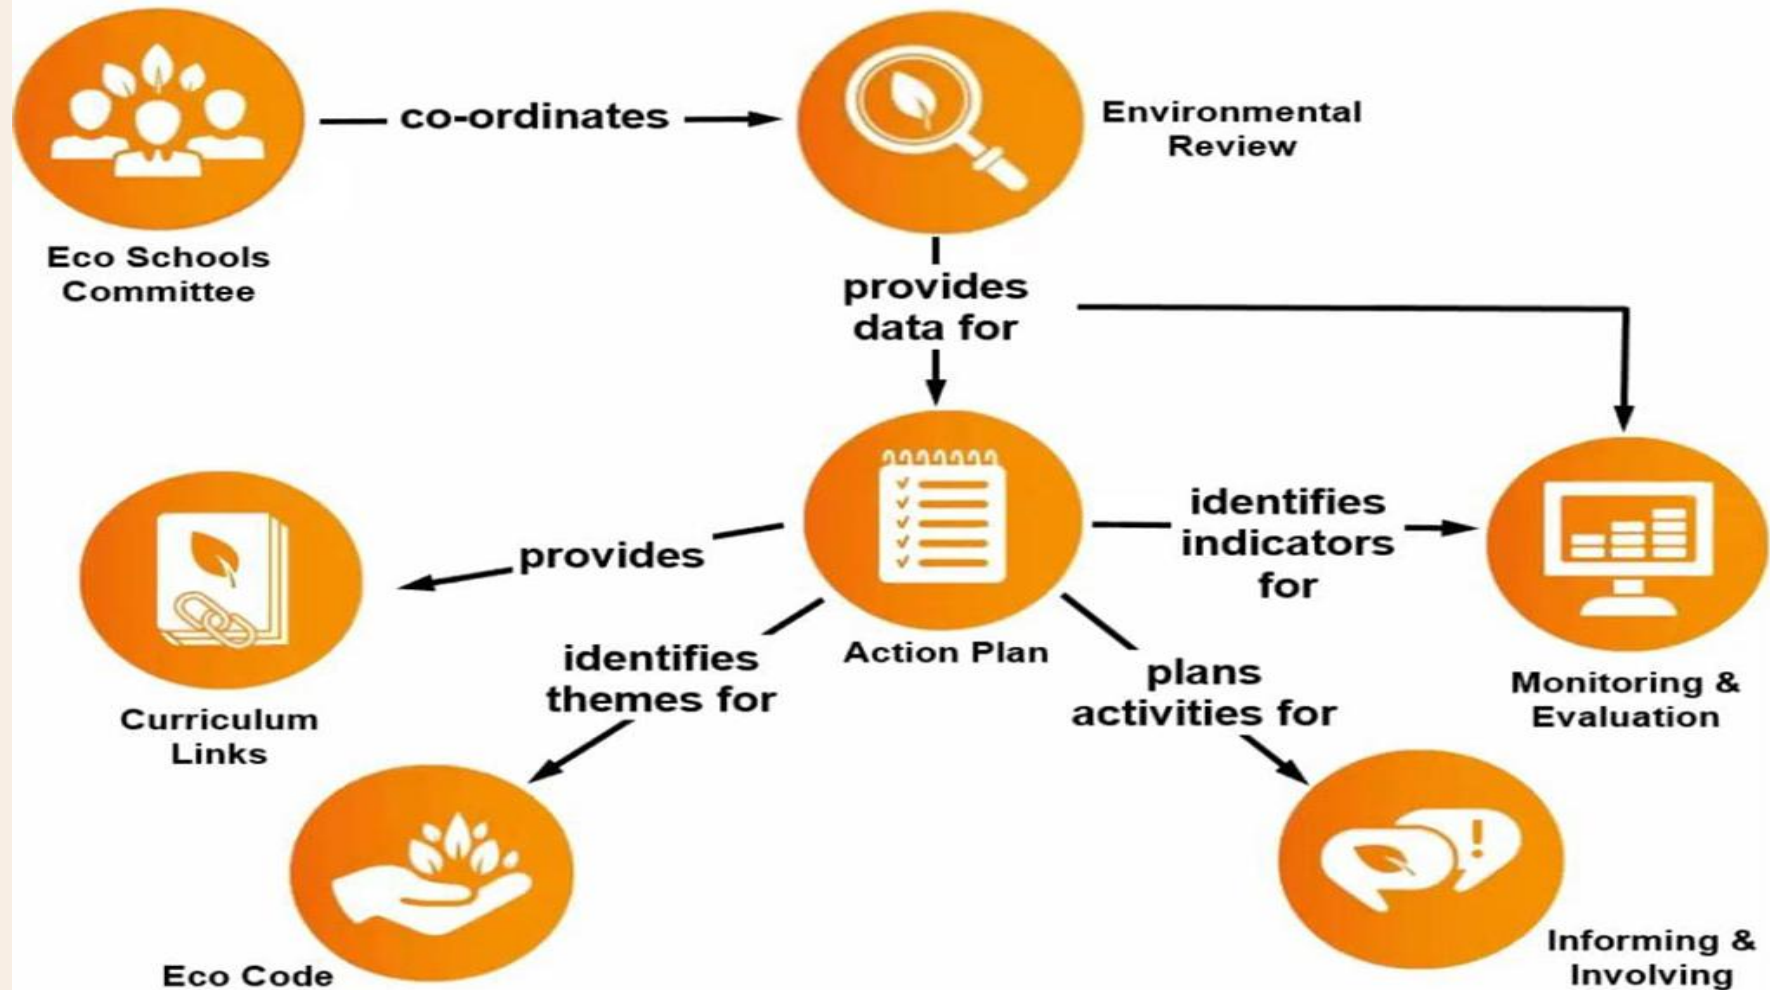 co-ordinates
Environmental
Review
Eco Schools
Committee
provides
data for
identifies
indicators
for
provides
Action Plan
identifies
themes for
plans
activities for
Monitoring &
Evaluation
Curriculum
Links
Eco Code
Informing &
Involving